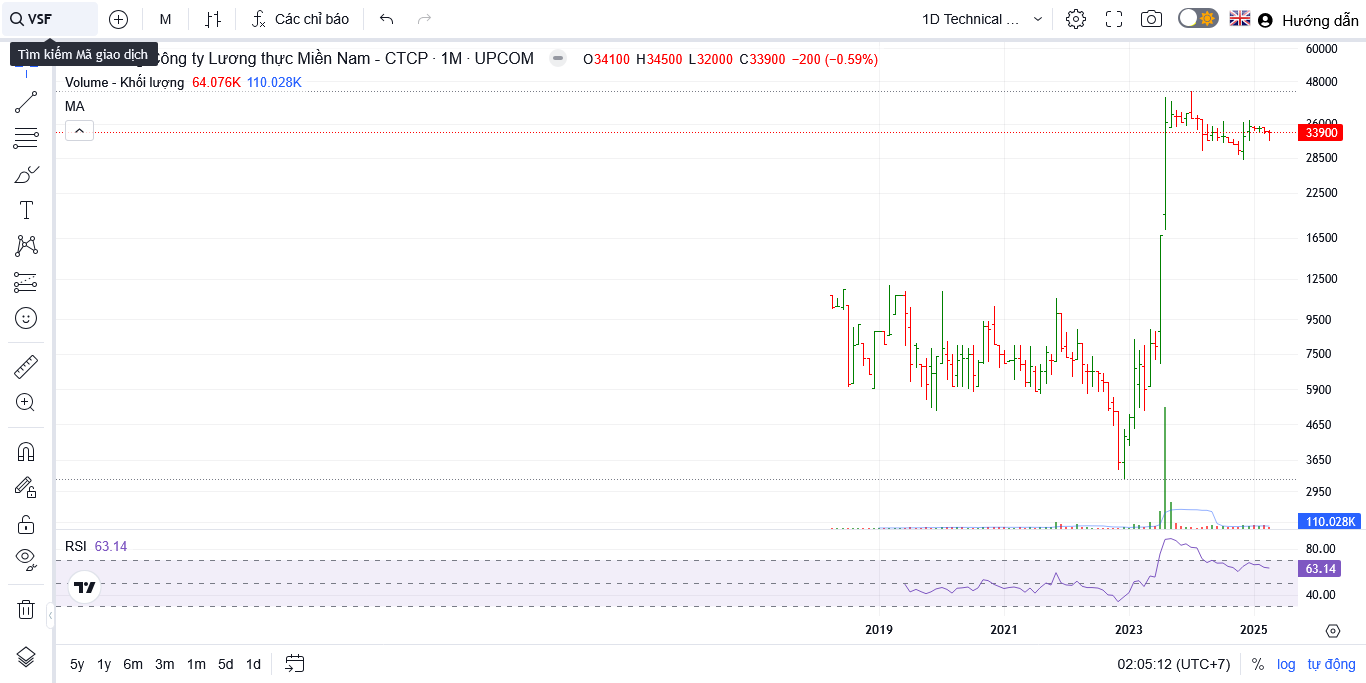 VSF M Các chỉ báo 1D Technical ... Hướng dẫn
Tìm kiếm Mã giao dịch
Công ty Lương thực Miền Nam - CTCP · 1M · UPCOM O34100 H34500 L32000 C33900 −200 (−0.59%)
Volume - Khối lượng 64.076K 110.028K
MA
60000
48000
36000
33900
28500
22500
16500
12500
9500
7500
5900
4650
3650
2950
110.028K
RSI 63.14
80.00
63.14
40.00
2019 2021 2023 2025
5y 1y 6m 3m 1m 5d 1d 02:05:12 (UTC+7) % log tự động